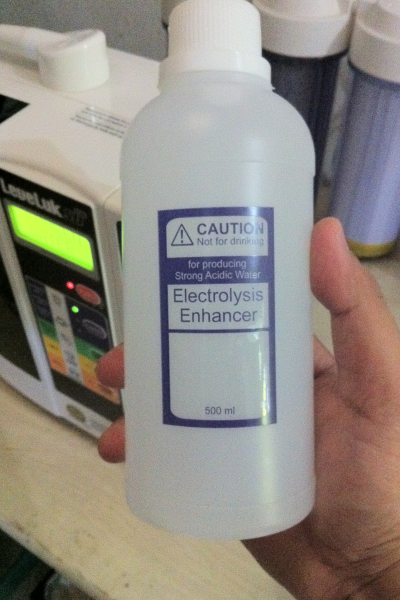 LeveLuk
CAUTION
Not for drinking
for producing
Strong Acidic Water
Electrolysis
Enhancer
500 ml